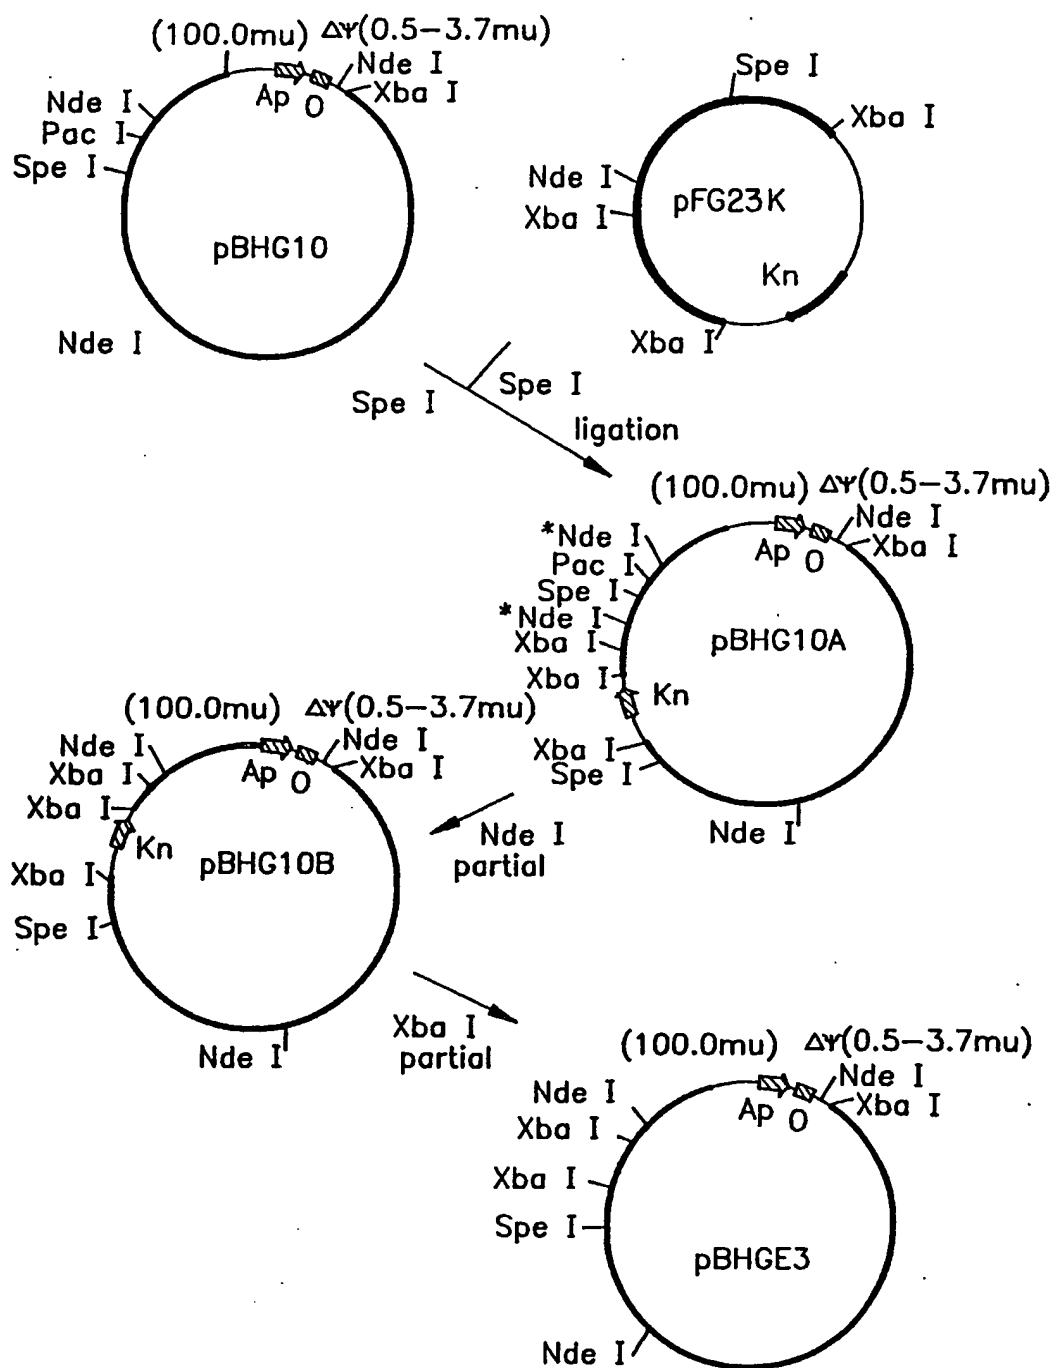 (100.0mu) ΔΨ(0.5–3.7mu)
Nde I
Xba I
Ap O
Nde I
Pac I
Spe I
pBHG10
Nde I
Spe I
Xba I
Nde I
Xba I
pFG23K
Kn
Xba I
Spe I
Spe I
ligation
(100.0mu) ΔΨ(0.5–3.7mu)
Nde I
Xba I
Ap O
*Nde I
Pac I
Spe I
*Nde I
Xba I
Xba I
pBHG10A
Kn
Xba I
Spe I
Nde I
Nde I
partial
(100.0mu) ΔΨ(0.5–3.7mu)
Nde I
Xba I
Ap O
Nde I
Xba I
Xba I
Kn
pBHG10B
Xba I
Spe I
Nde I
Xba I
partial
(100.0mu) ΔΨ(0.5–3.7mu)
Nde I
Xba I
Ap O
Nde I
Xba I
Xba I
Spe I
pBHGE3
Nde I